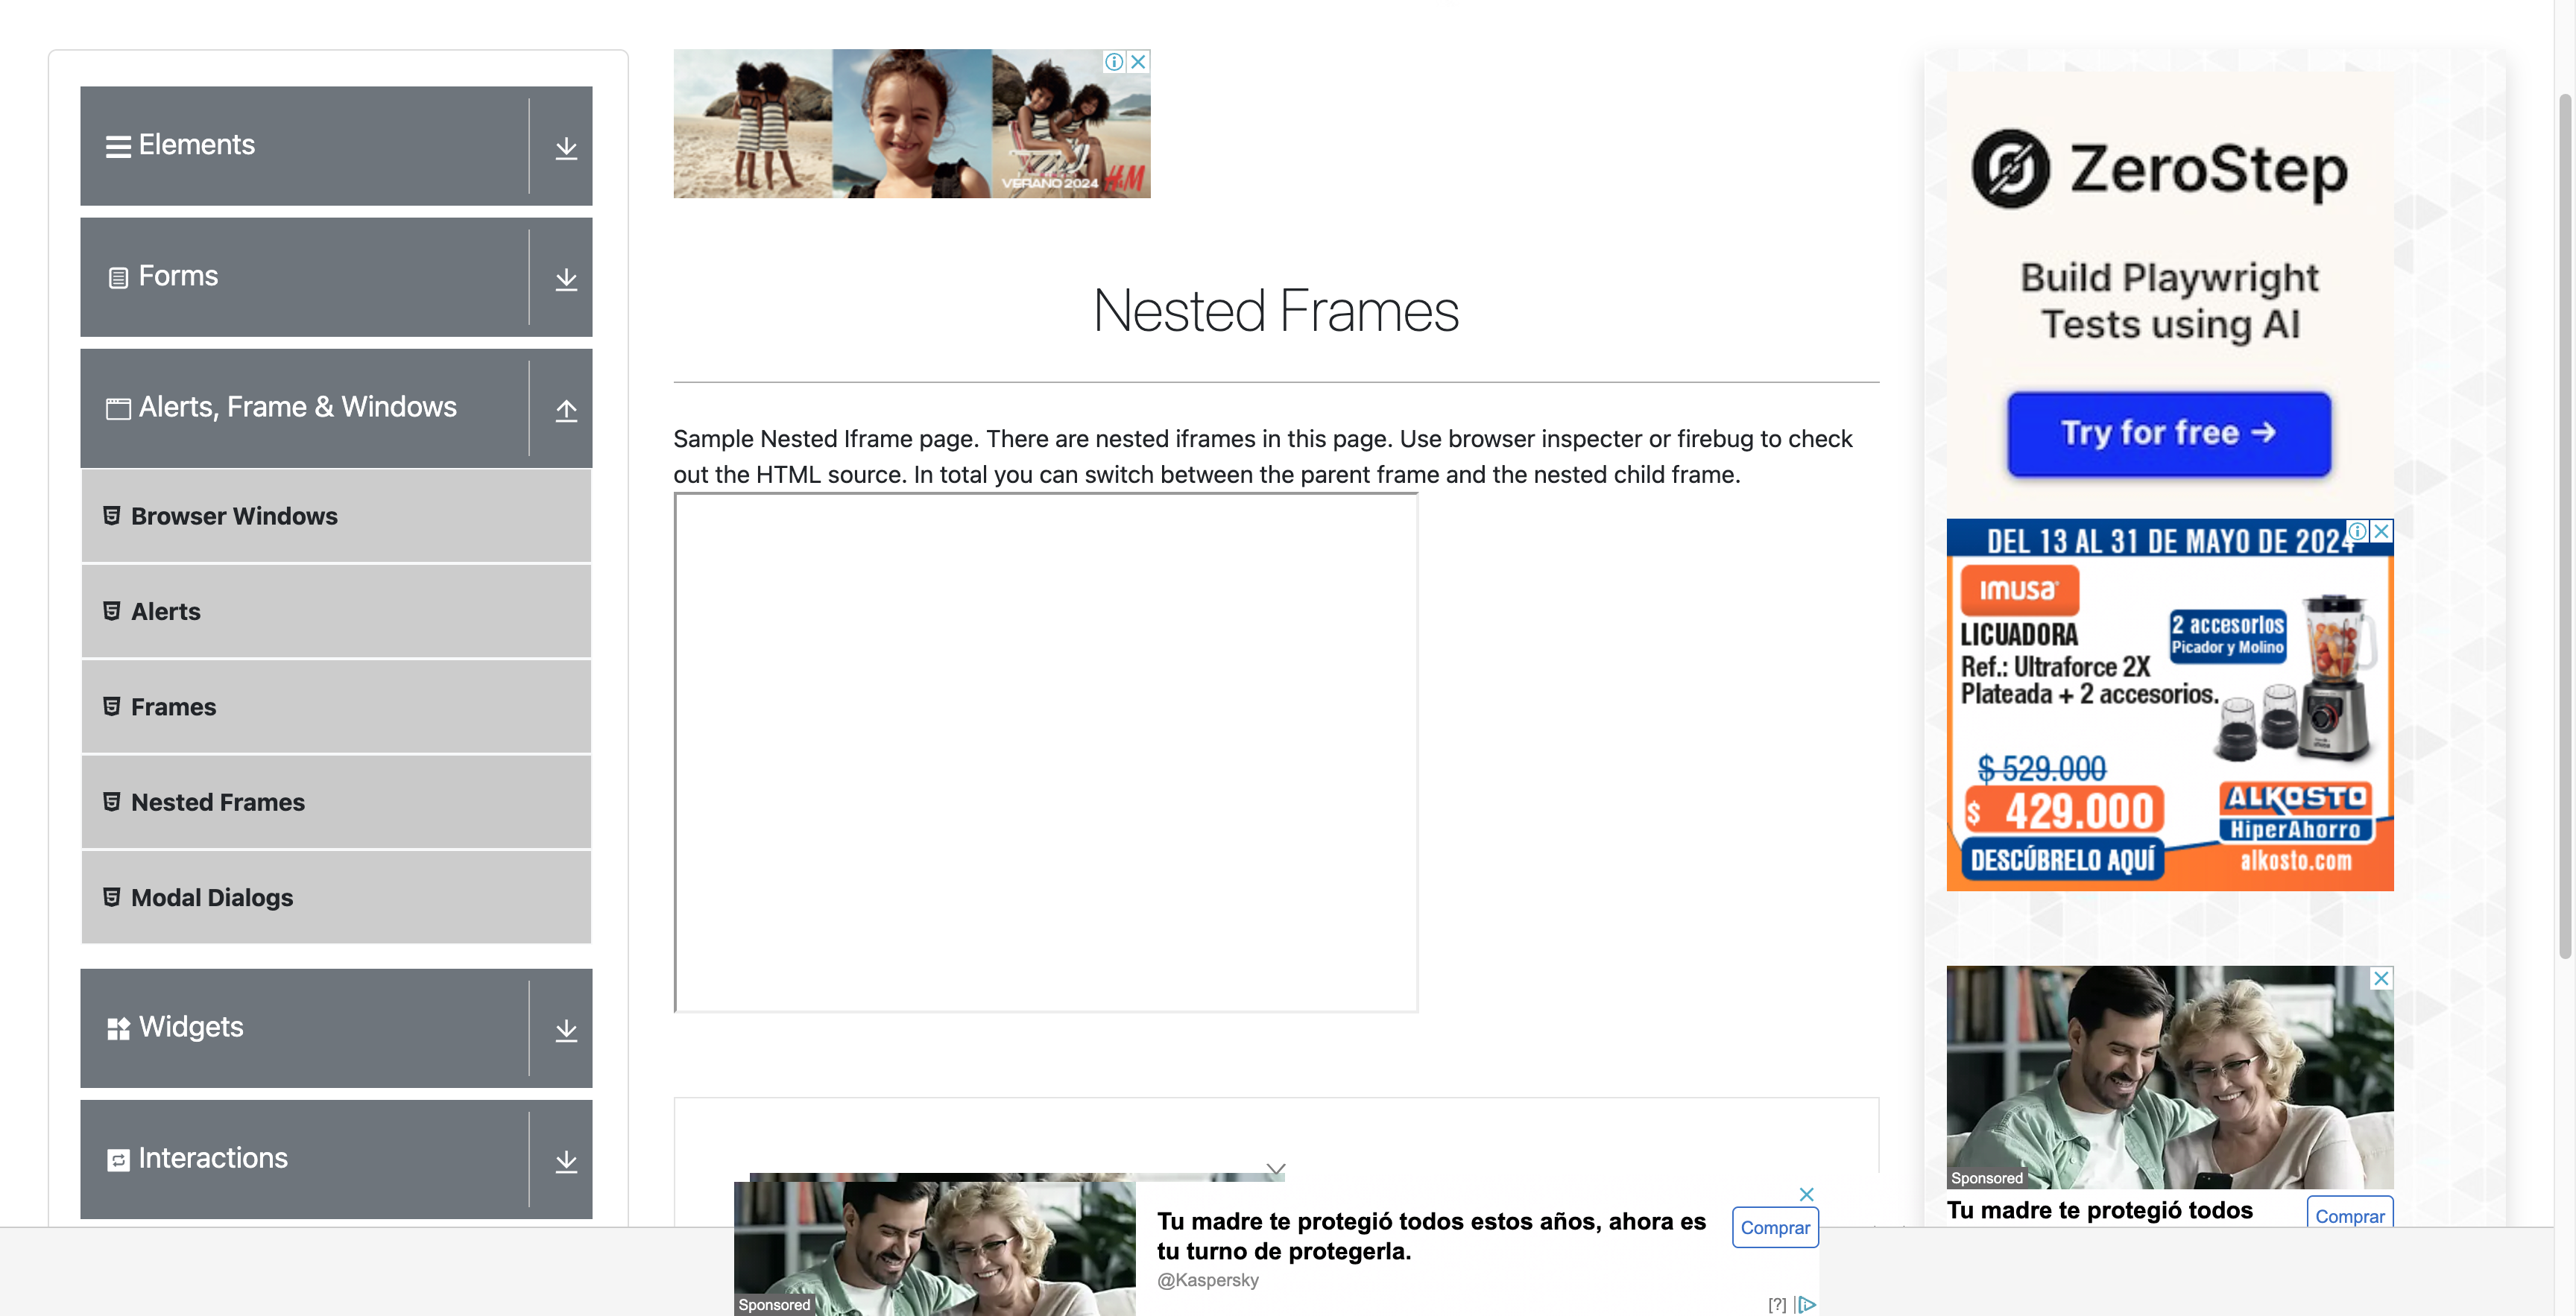 Elements
Forms
Alerts, Frame & Windows
Browser Windows
Alerts
Frames
Nested Frames
Modal Dialogs
Widgets
Interactions
VERANO 2024 H&M
Nested Frames
Sample Nested Iframe page. There are nested iframes in this page. Use browser inspecter or firebug to check
out the HTML source. In total you can switch between the parent frame and the nested child frame.
Sponsored
Tu madre te protegió todos estos años, ahora es
tu turno de protegerla.
@Kaspersky
Comprar
[?]
ZeroStep
Build Playwright
Tests using AI
Try for free →
DEL 13 AL 31 DE MAYO DE 2024
imusa
LICUADORA
Ref.: Ultraforce 2X
Plateada + 2 accesorios.
2 accesorios
Picador y Molino
$ 529.000
$ 429.000
DESCÚBRELO AQUÍ
ALKOSTO
HiperAhorro
alkosto.com
Sponsored
Tu madre te protegió todos
Comprar